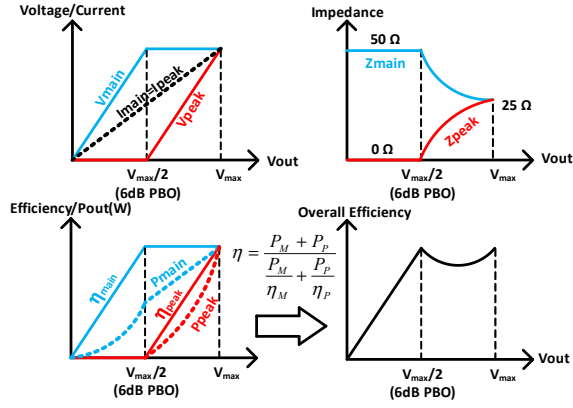 Voltage/Current
Vmain
Imain=Ipeak
Vpeak
Vout
Vmax/2
(6dB PBO)
Vmax
Impedance
50 Ω
Zmain
25 Ω
0 Ω
Zpeak
Vout
Vmax/2
(6dB PBO)
Vmax
Efficiency/Pout(W)
ηmain
Pmain
ηpeak
Ppeak
Vout
Vmax/2
(6dB PBO)
Vmax
η = (PM + PP) / (PM/ηM + PP/ηP)
Overall Efficiency
Vout
Vmax/2
(6dB PBO)
Vmax